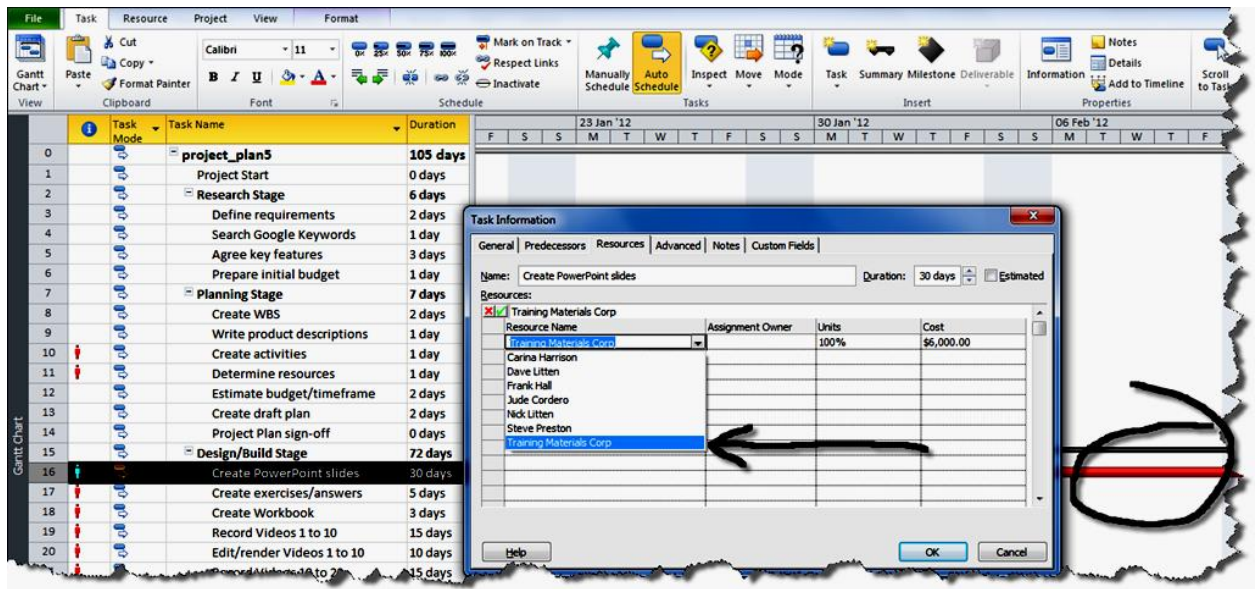 File Task Resource Project View Format
Cut
Copy
Format Painter
Paste
Gantt
Chart
View
Clipboard
Calibri 11
B I U A
Font
0% 25% 50% 75% 100%
Mark on Track
Respect Links
Inactivate
Schedule
Manually
Schedule
Auto
Schedule
Inspect Move Mode
Tasks
Task Summary Milestone Deliverable
Insert
Information
Notes
Details
Add to Timeline
Properties
Scroll
to Task
Task
Mode
Task Name
Duration
23 Jan '12 30 Jan '12 06 Feb '12
F S S M T W T F S S M T W T F S S M T W T F
0 project_plan5 105 days
1 Project Start 0 days
2 Research Stage 6 days
3 Define requirements 2 days
4 Search Google Keywords 1 day
5 Agree key features 3 days
6 Prepare initial budget 1 day
7 Planning Stage 7 days
8 Create WBS 2 days
9 Write product descriptions 1 day
10 Create activities 1 day
11 Determine resources 1 day
12 Estimate budget/timeframe 2 days
13 Create draft plan 2 days
14 Project Plan sign-off 0 days
15 Design/Build Stage 72 days
16 Create PowerPoint slides 30 days
17 Create exercises/answers 5 days
18 Create Workbook 3 days
19 Record Videos 1 to 10 15 days
20 Edit/render Videos 1 to 10 10 days
15 days
Gantt Chart
Task Information
General Predecessors Resources Advanced Notes Custom Fields
Name: Create PowerPoint slides Duration: 30 days Estimated
Resources:
Training Materials Corp
Resource Name Assignment Owner Units Cost
Training Materials Corp 100% $6,000.00
Carina Harrison
Dave Litten
Frank Hall
Jude Cordero
Nick Litten
Steve Preston
Training Materials Corp
Help OK Cancel